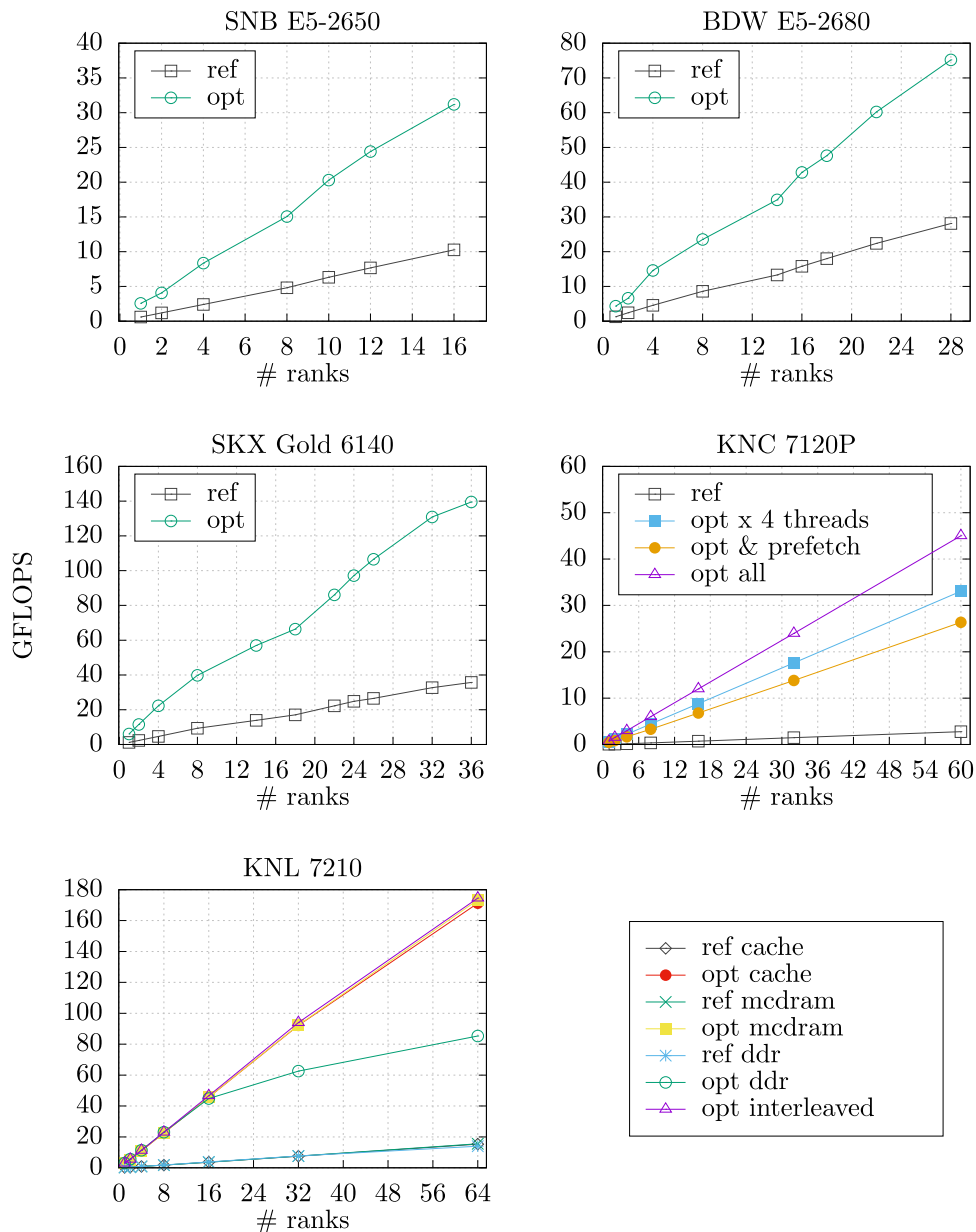 SNB E5-2650
40
35
30
25
20
15
10
5
0
0 2 4 6 8 10 12 14 16
# ranks
ref
opt
BDW E5-2680
80
70
60
50
40
30
20
10
0
0 4 8 12 16 20 24 28
# ranks
ref
opt
GFLOPS
SKX Gold 6140
160
140
120
100
80
60
40
20
0
0 4 8 12 16 20 24 28 32 36
# ranks
ref
opt
KNC 7120P
60
50
40
30
20
10
0
0 6 12 18 24 30 36 42 48 54 60
# ranks
ref
opt x 4 threads
opt & prefetch
opt all
KNL 7210
180
160
140
120
100
80
60
40
20
0
0 8 16 24 32 40 48 56 64
# ranks
ref cache
opt cache
ref mcdram
opt mcdram
ref ddr
opt ddr
opt interleaved